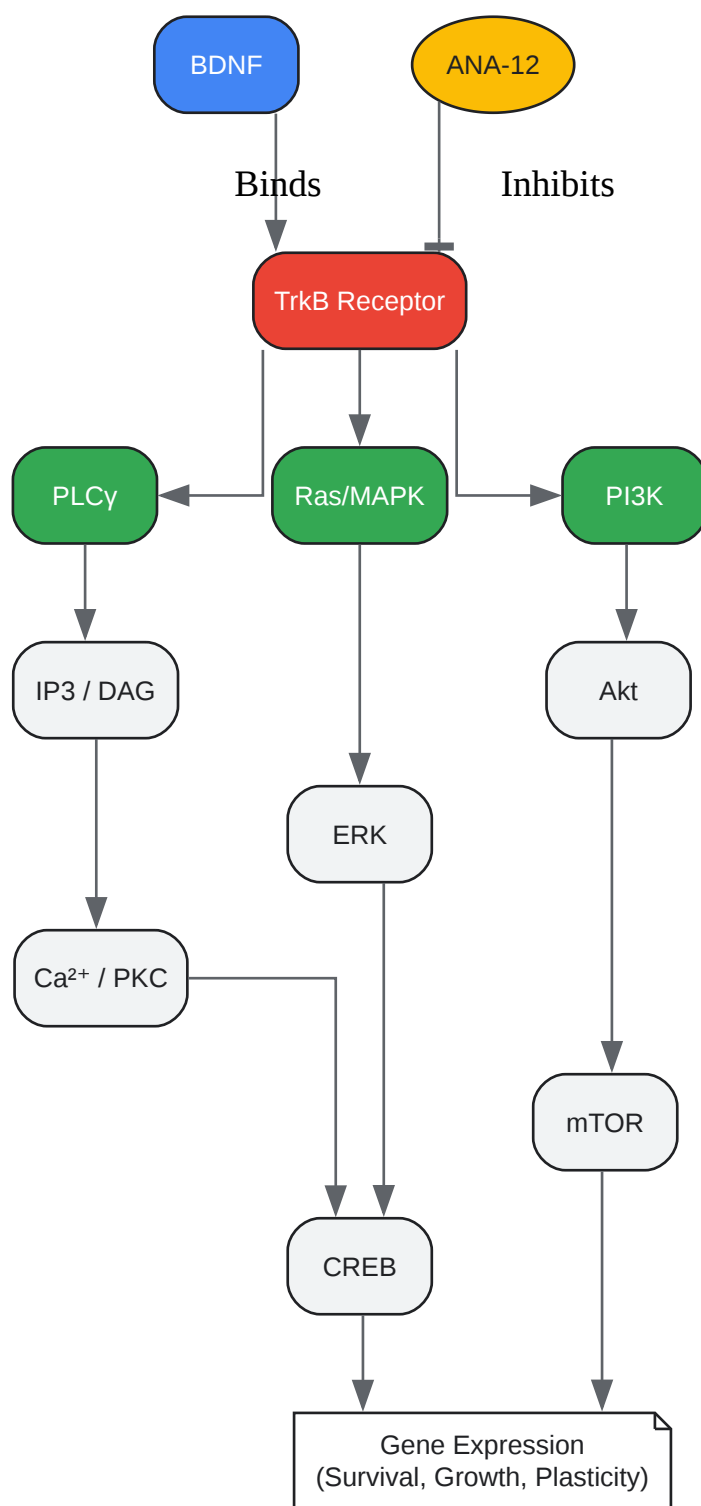 BDNF
ANA-12
Binds
Inhibits
TrkB Receptor
PLCγ
Ras/MAPK
PI3K
IP3 / DAG
Akt
ERK
Ca²⁺ / PKC
mTOR
CREB
Gene Expression
(Survival, Growth, Plasticity)